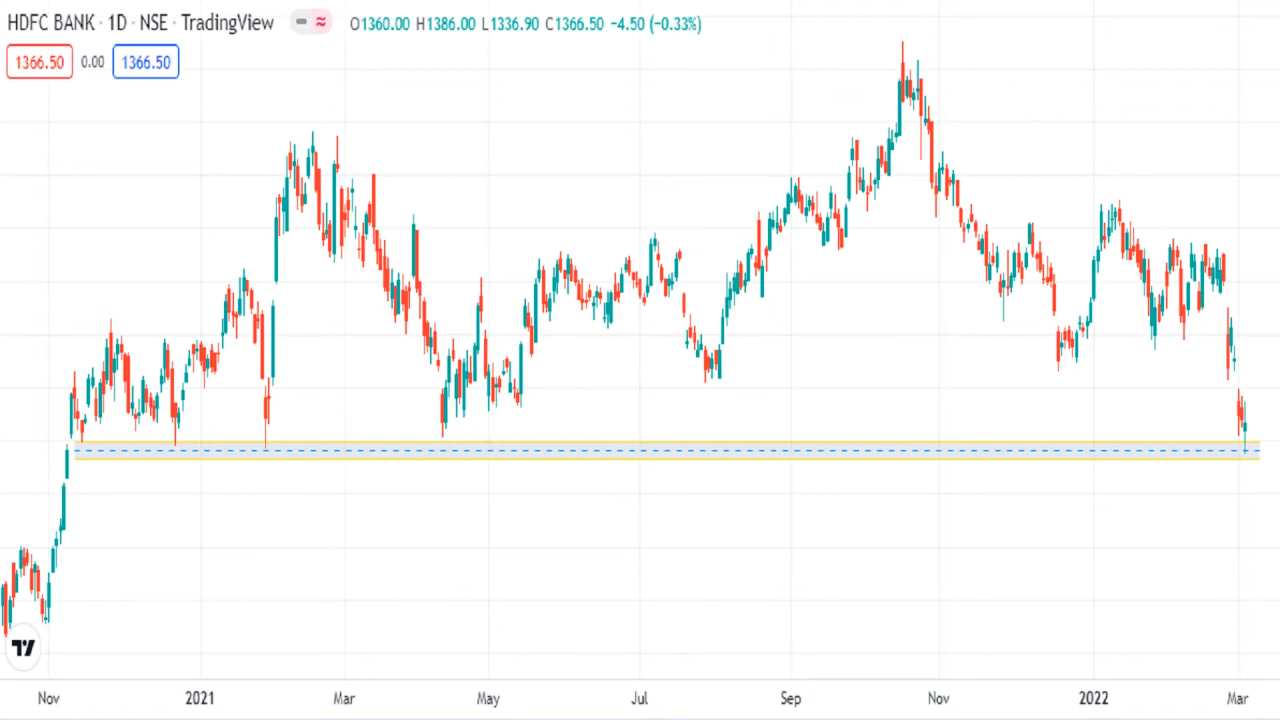 HDFC BANK · 1D · NSE · TradingView O1360.00 H1386.00 L1336.90 C1366.50 −4.50 (−0.33%)
1366.50 0.00 1366.50
Nov 2021 Mar May Jul Sep Nov 2022 Mar